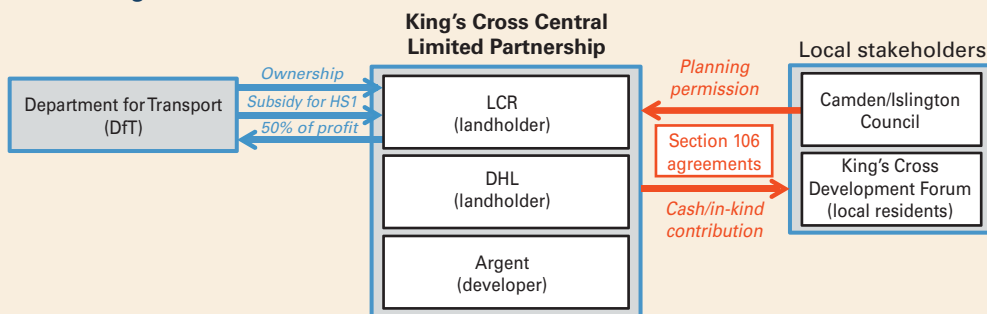 King's Cross Central
Limited Partnership
Local stakeholders
Department for Transport
(DfT)
Ownership
Subsidy for HS1
50% of profit
LCR
(landholder)
DHL
(landholder)
Argent
(developer)
Planning
permission
Section 106
agreements
Cash/in-kind
contribution
Camden/Islington
Council
King's Cross
Development Forum
(local residents)